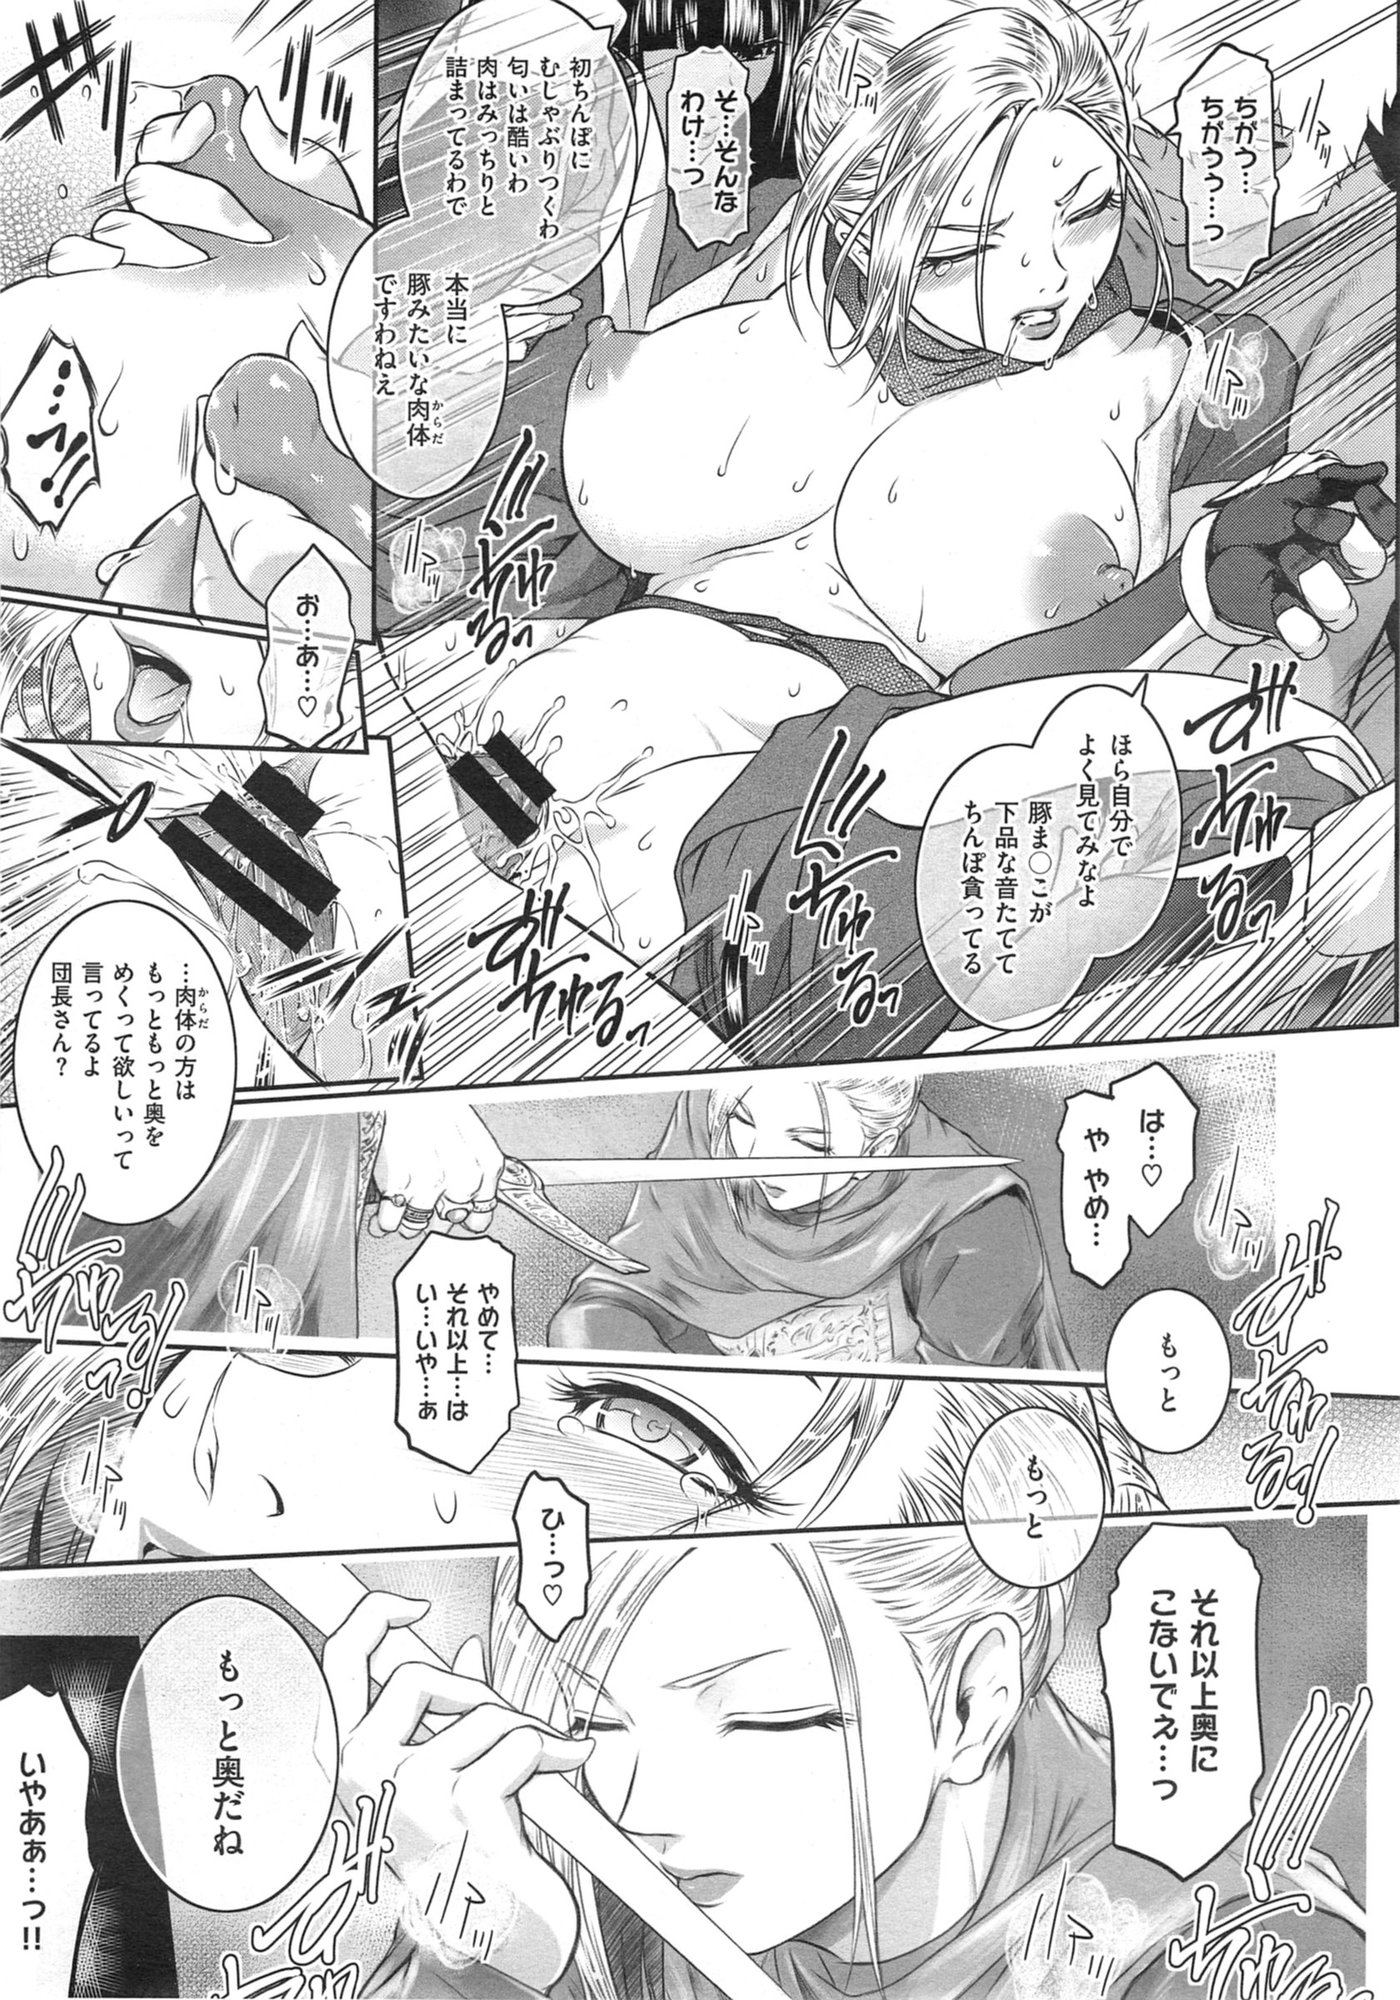 ちがう…
ちがうぅ……っ
そ…そんな
わけ…っ
初ちんぽに
むしゃぶりつくわ
匂いは酷いわ
肉はみっちりと
詰まってるわで
本当に
豚みたいな肉体
からだ
ですわねえ
……っ!!
ほら自分で
よく見てみなよ
豚ま〇こが
下品な音たてて
ちんぽ貪ってる
お…あ…♡
…肉体の方は
からだ
もっともっと奥を
めくって欲しいって
言ってるよ
団長さん?
は…♡
や やめ…
やめて…
それ以上…は
い…いや…ぁ
もっと
もっと
ひ…っ♡
それ以上奥に
こないでぇ…っ
もっと奥だね
いやあぁ…っ!!